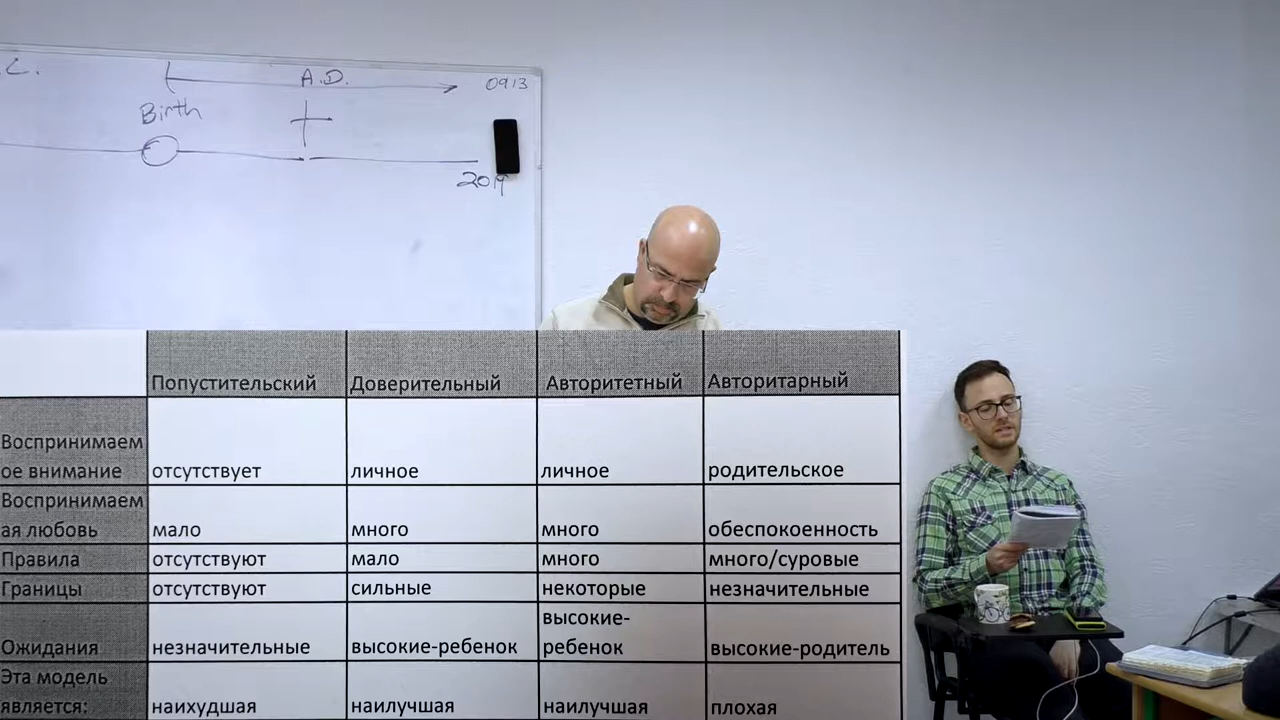 .C.
A.D.
0913
Birth
2019
Попустительский Доверительный Авторитетный Авторитарный
Воспринимаем
ое внимание отсутствует личное личное родительское
Воспринимаем
ая любовь мало много много обеспокоенность
Правила отсутствуют мало много много/суровые
Границы отсутствуют сильные некоторые незначительные
высокие-
Ожидания незначительные высокие-ребенок ребенок высокие-родитель
Эта модель
является: наихудшая наилучшая наилучшая плохая